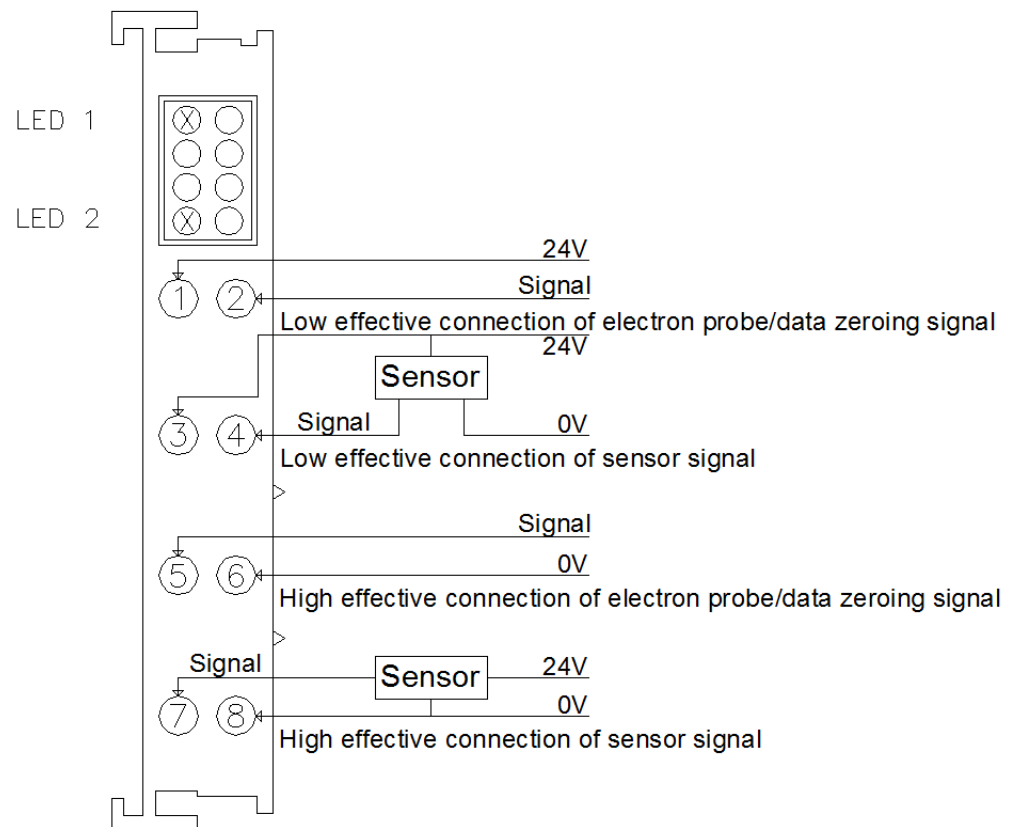 LED 1
LED 2
24V
1 2
Signal
Low effective connection of electron probe/data zeroing signal
24V
Sensor
Signal
0V
3 4
Low effective connection of sensor signal
Signal
0V
5 6
High effective connection of electron probe/data zeroing signal
Signal
Sensor
24V
0V
7 8
High effective connection of sensor signal